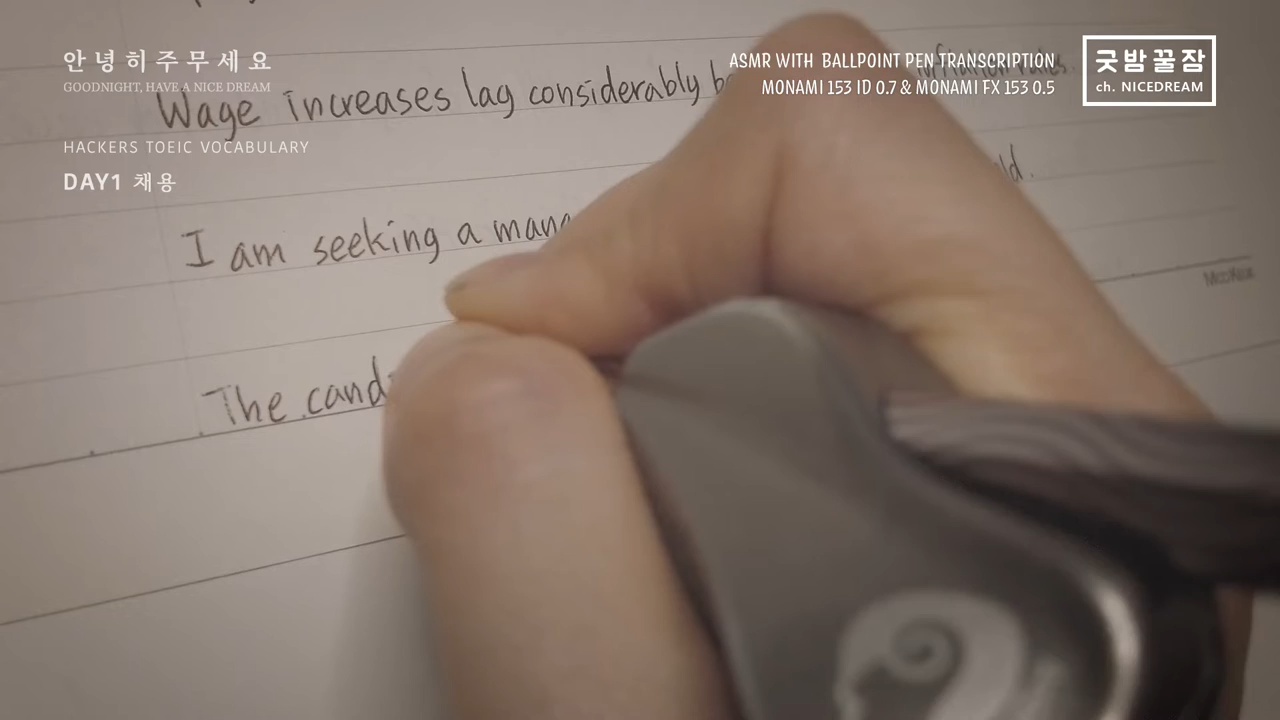 안녕히주무세요
GOODNIGHT, HAVE A NICE DREAM
HACKERS TOEIC VOCABULARY
DAY1 채용
ASMR WITH BALLPOINT PEN TRANSCRIPTION
MONAMI 153 ID 0.7 & MONAMI FX 153 0.5
굿밤꿀잠
ch. NICEDREAM
Wage increases lag considerably
I am seeking a
The